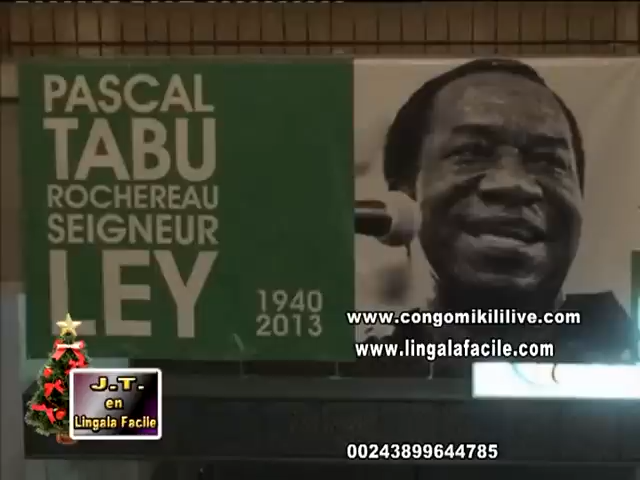 PASCAL
TABU
ROCHEREAU
SEIGNEUR
LEY
1940
2013
www.congomikililive.com
www.lingalafacile.com
J.T.
en
Lingala Facile
00243899644785